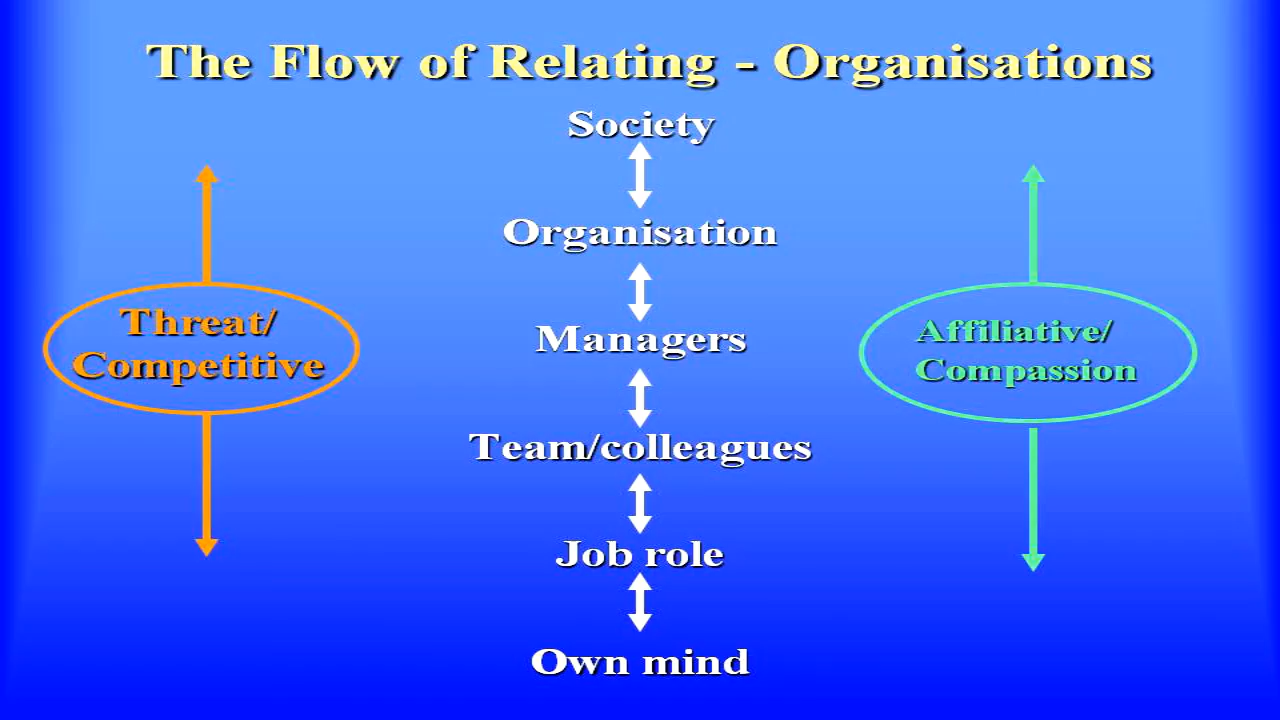 The Flow of Relating - Organisations
Society
Organisation
Threat/
Competitive
Managers
Affiliative/
Compassion
Team/colleagues
Job role
Own mind